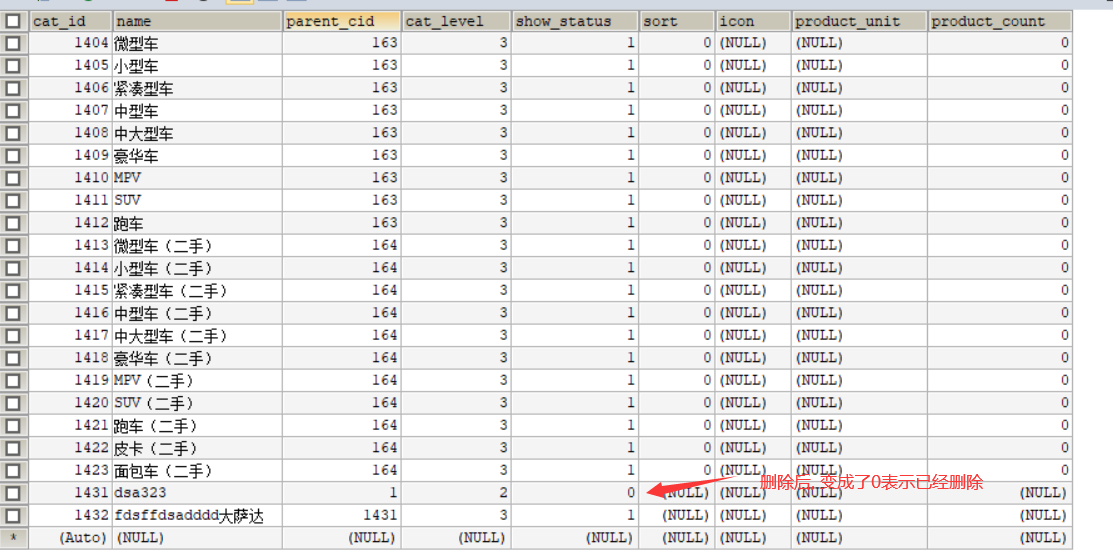 cat_id name parent_cid cat_level show_status sort icon product_unit product_count
1404 微型车 163 3 1 0 (NULL) (NULL) 0
1405 小型车 163 3 1 0 (NULL) (NULL) 0
1406 紧凑型车 163 3 1 0 (NULL) (NULL) 0
1407 中型车 163 3 1 0 (NULL) (NULL) 0
1408 中大型车 163 3 1 0 (NULL) (NULL) 0
1409 豪华车 163 3 1 0 (NULL) (NULL) 0
1410 MPV 163 3 1 0 (NULL) (NULL) 0
1411 SUV 163 3 1 0 (NULL) (NULL) 0
1412 跑车 163 3 1 0 (NULL) (NULL) 0
1413 微型车（二手） 164 3 1 0 (NULL) (NULL) 0
1414 小型车（二手） 164 3 1 0 (NULL) (NULL) 0
1415 紧凑型车（二手） 164 3 1 0 (NULL) (NULL) 0
1416 中型车（二手） 164 3 1 0 (NULL) (NULL) 0
1417 中大型车（二手） 164 3 1 0 (NULL) (NULL) 0
1418 豪华车（二手） 164 3 1 0 (NULL) (NULL) 0
1419 MPV（二手） 164 3 1 0 (NULL) (NULL) 0
1420 SUV（二手） 164 3 1 0 (NULL) (NULL) 0
1421 跑车（二手） 164 3 1 0 (NULL) (NULL) 0
1422 皮卡（二手） 164 3 1 0 (NULL) (NULL) 0
1423 面包车（二手） 164 3 1 0 (NULL) (NULL) 0
删除后,变成了0表示已经删除
1431 dsa323 1 2 0 (NULL) (NULL) (NULL) (NULL)
1432 fdsffdsadddd大萨达 1431 3 1 (NULL) (NULL) (NULL) (NULL)
* (Auto) (NULL) (NULL) (NULL) (NULL) (NULL) (NULL) (NULL) (NULL)